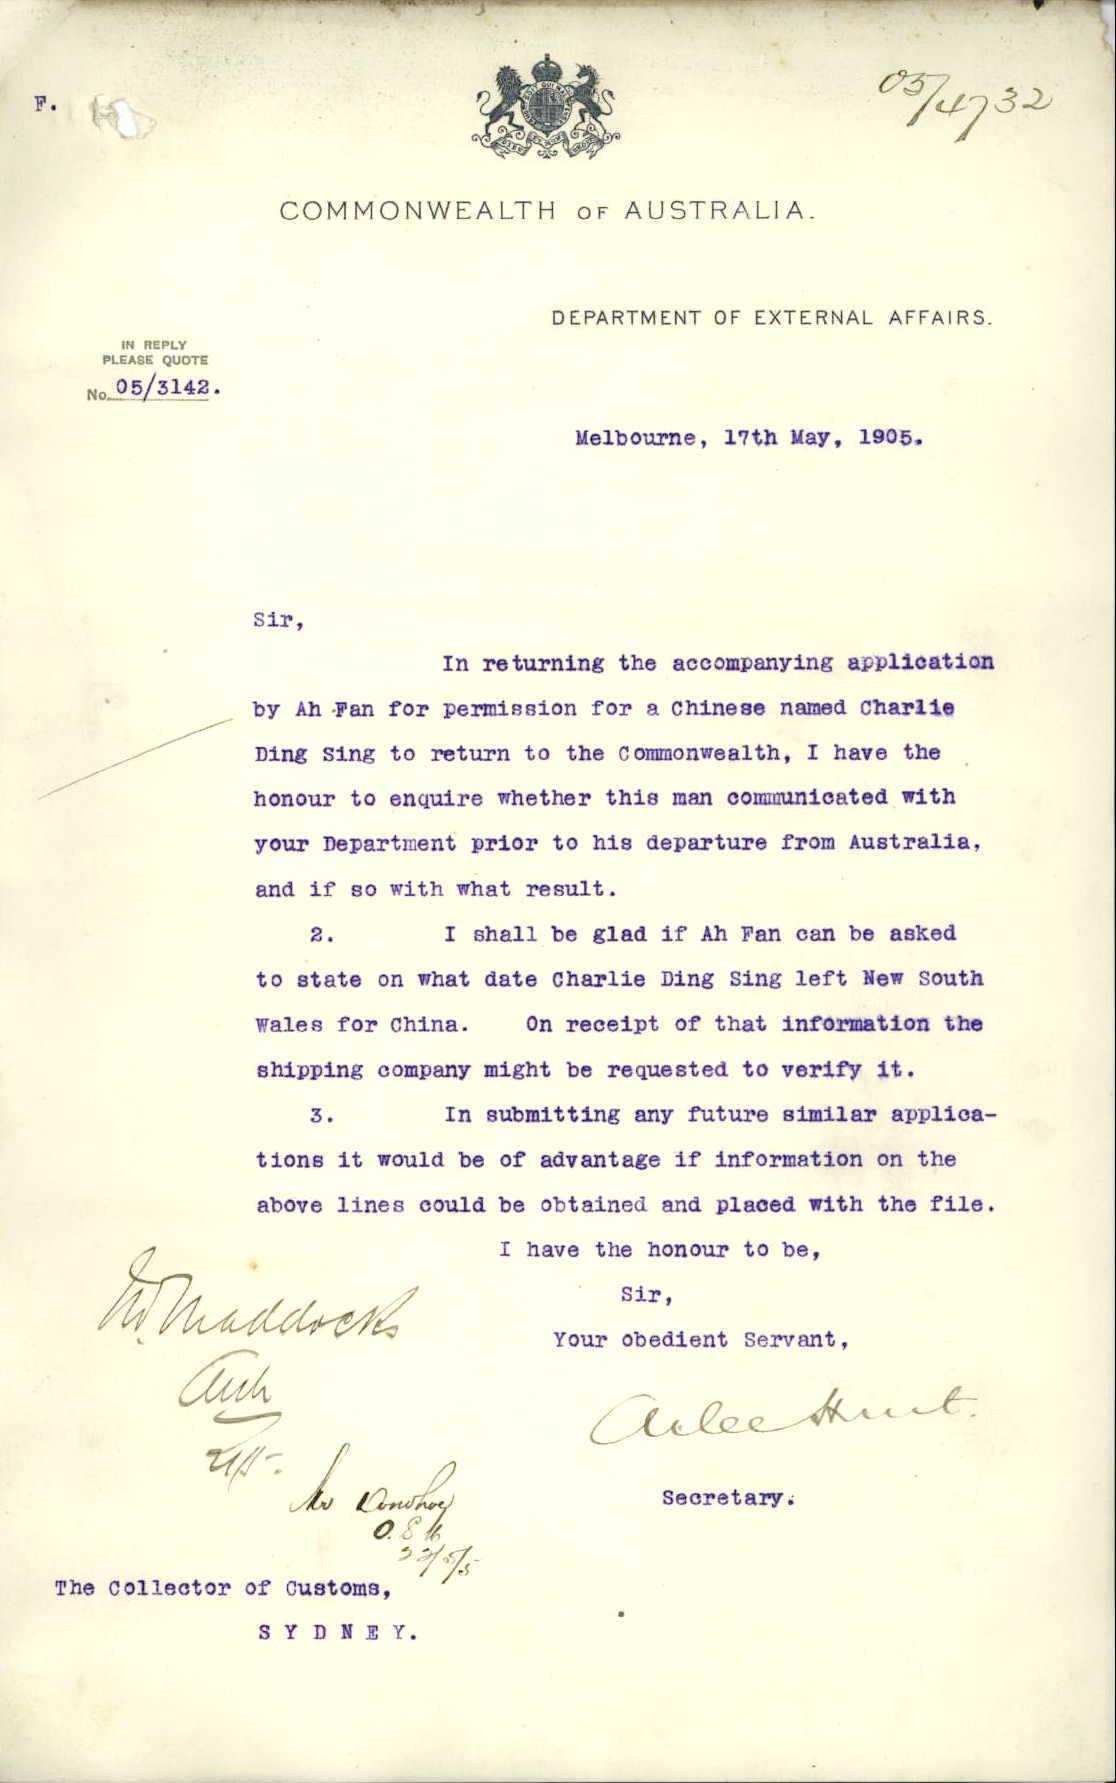 F.
05/4732
COMMONWEALTH OF AUSTRALIA.
DEPARTMENT OF EXTERNAL AFFAIRS.
IN REPLY
PLEASE QUOTE
No. 05/3142.
Melbourne, 17th May, 1905.
Sir,
In returning the accompanying application
by Ah Fan for permission for a Chinese named Charlie
Ding Sing to return to the Commonwealth, I have the
honour to enquire whether this man communicated with
your Department prior to his departure from Australia,
and if so with what result.
2. I shall be glad if Ah Fan can be asked
to state on what date Charlie Ding Sing left New South
Wales for China. On receipt of that information the
shipping company might be requested to verify it.
3. In submitting any future similar applica-
tions it would be of advantage if information on the
above lines could be obtained and placed with the file.
I have the honour to be,
Sir,
Your obedient Servant,
Atlee Hunt.
Secretary.
Maddocks
Mr Donohoe
The Collector of Customs,
SYDNEY.